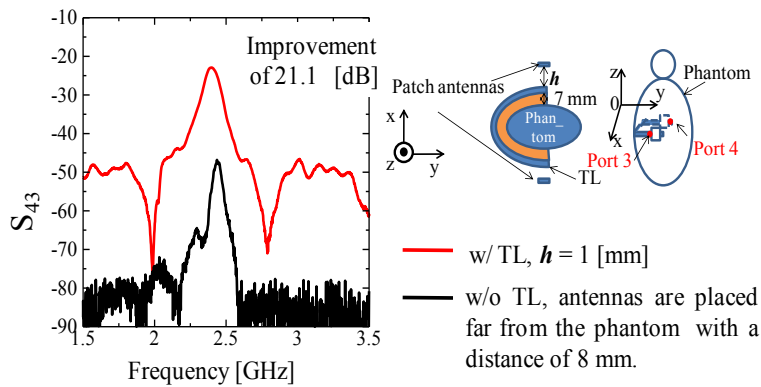 -10
-20
-30
-40
-50
-60
-70
-80
-90
S43
1.5
2
2.5
3
3.5
Frequency [GHz]
Improvement
of 21.1 [dB]
Patch antennas
h
7 mm
Phan_
tom
TL
x
z
y
Phantom
z
0
y
x
Port 3
Port 4
w/ TL, h = 1 [mm]
w/o TL, antennas are placed
far from the phantom with a
distance of 8 mm.